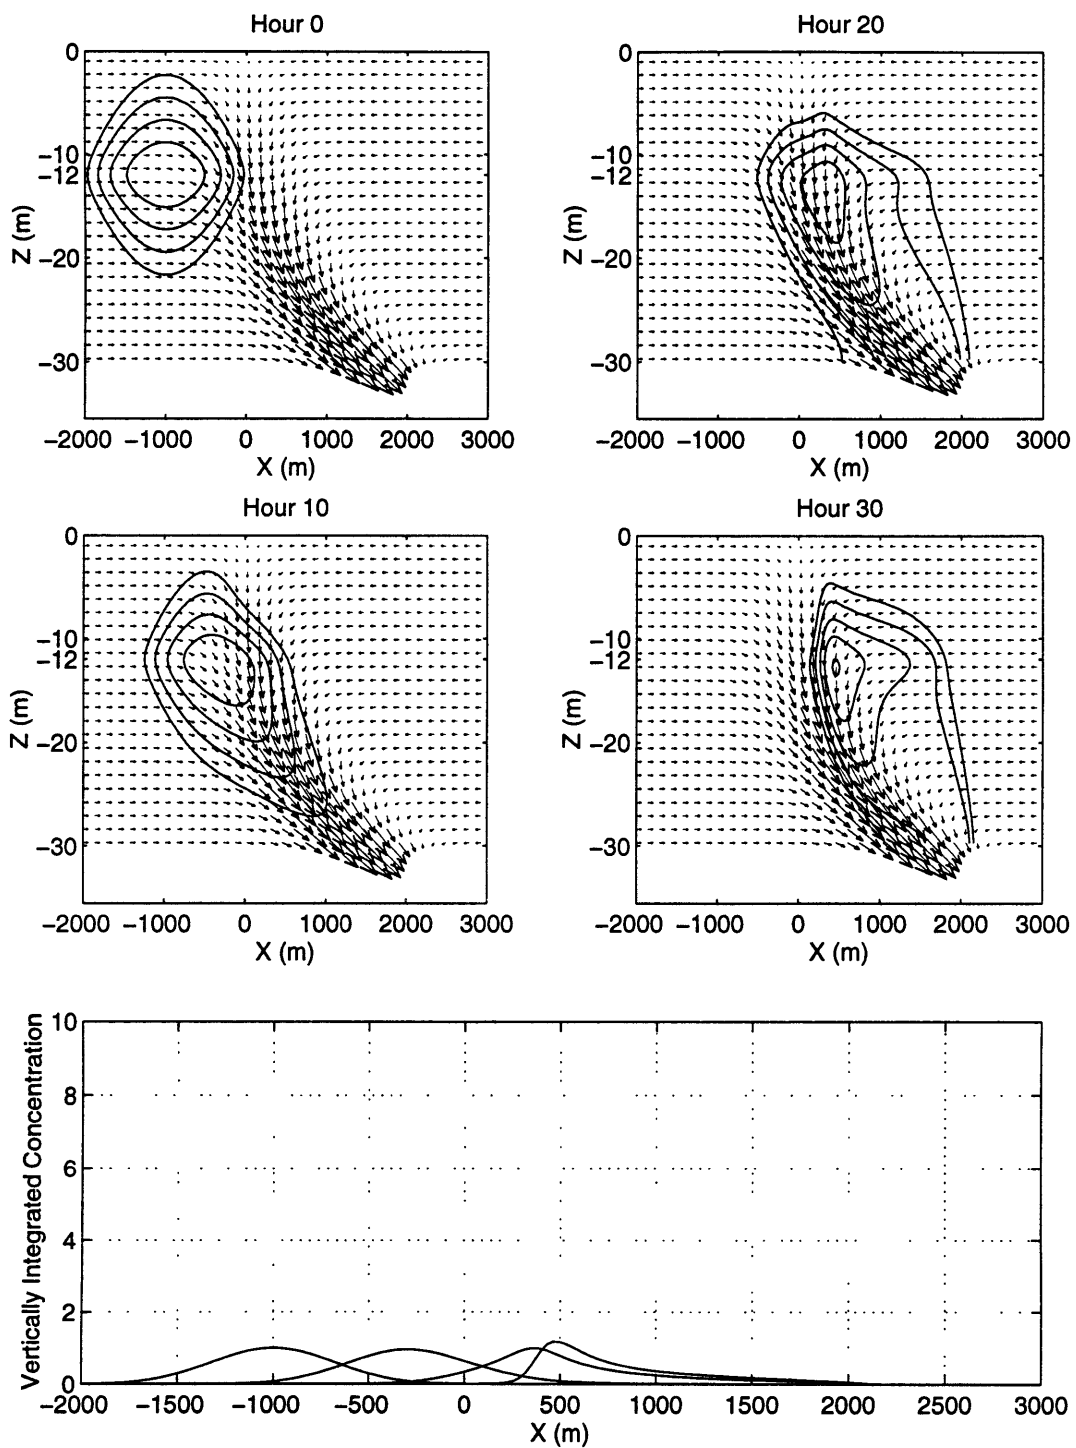 Hour 0
0
−10
−12
−20
−30
Z (m)
−2000 −1000 0 1000 2000 3000
X (m)
Hour 20
0
−10
−12
−20
−30
Z (m)
−2000 −1000 0 1000 2000 3000
X (m)
Hour 10
0
−10
−12
−20
−30
Z (m)
−2000 −1000 0 1000 2000 3000
X (m)
Hour 30
0
−10
−12
−20
−30
Z (m)
−2000 −1000 0 1000 2000 3000
X (m)
Vertically Integrated Concentration
10
8
6
4
2
0
−2000 −1500 −1000 −500 0 500 1000 1500 2000 2500 3000
X (m)